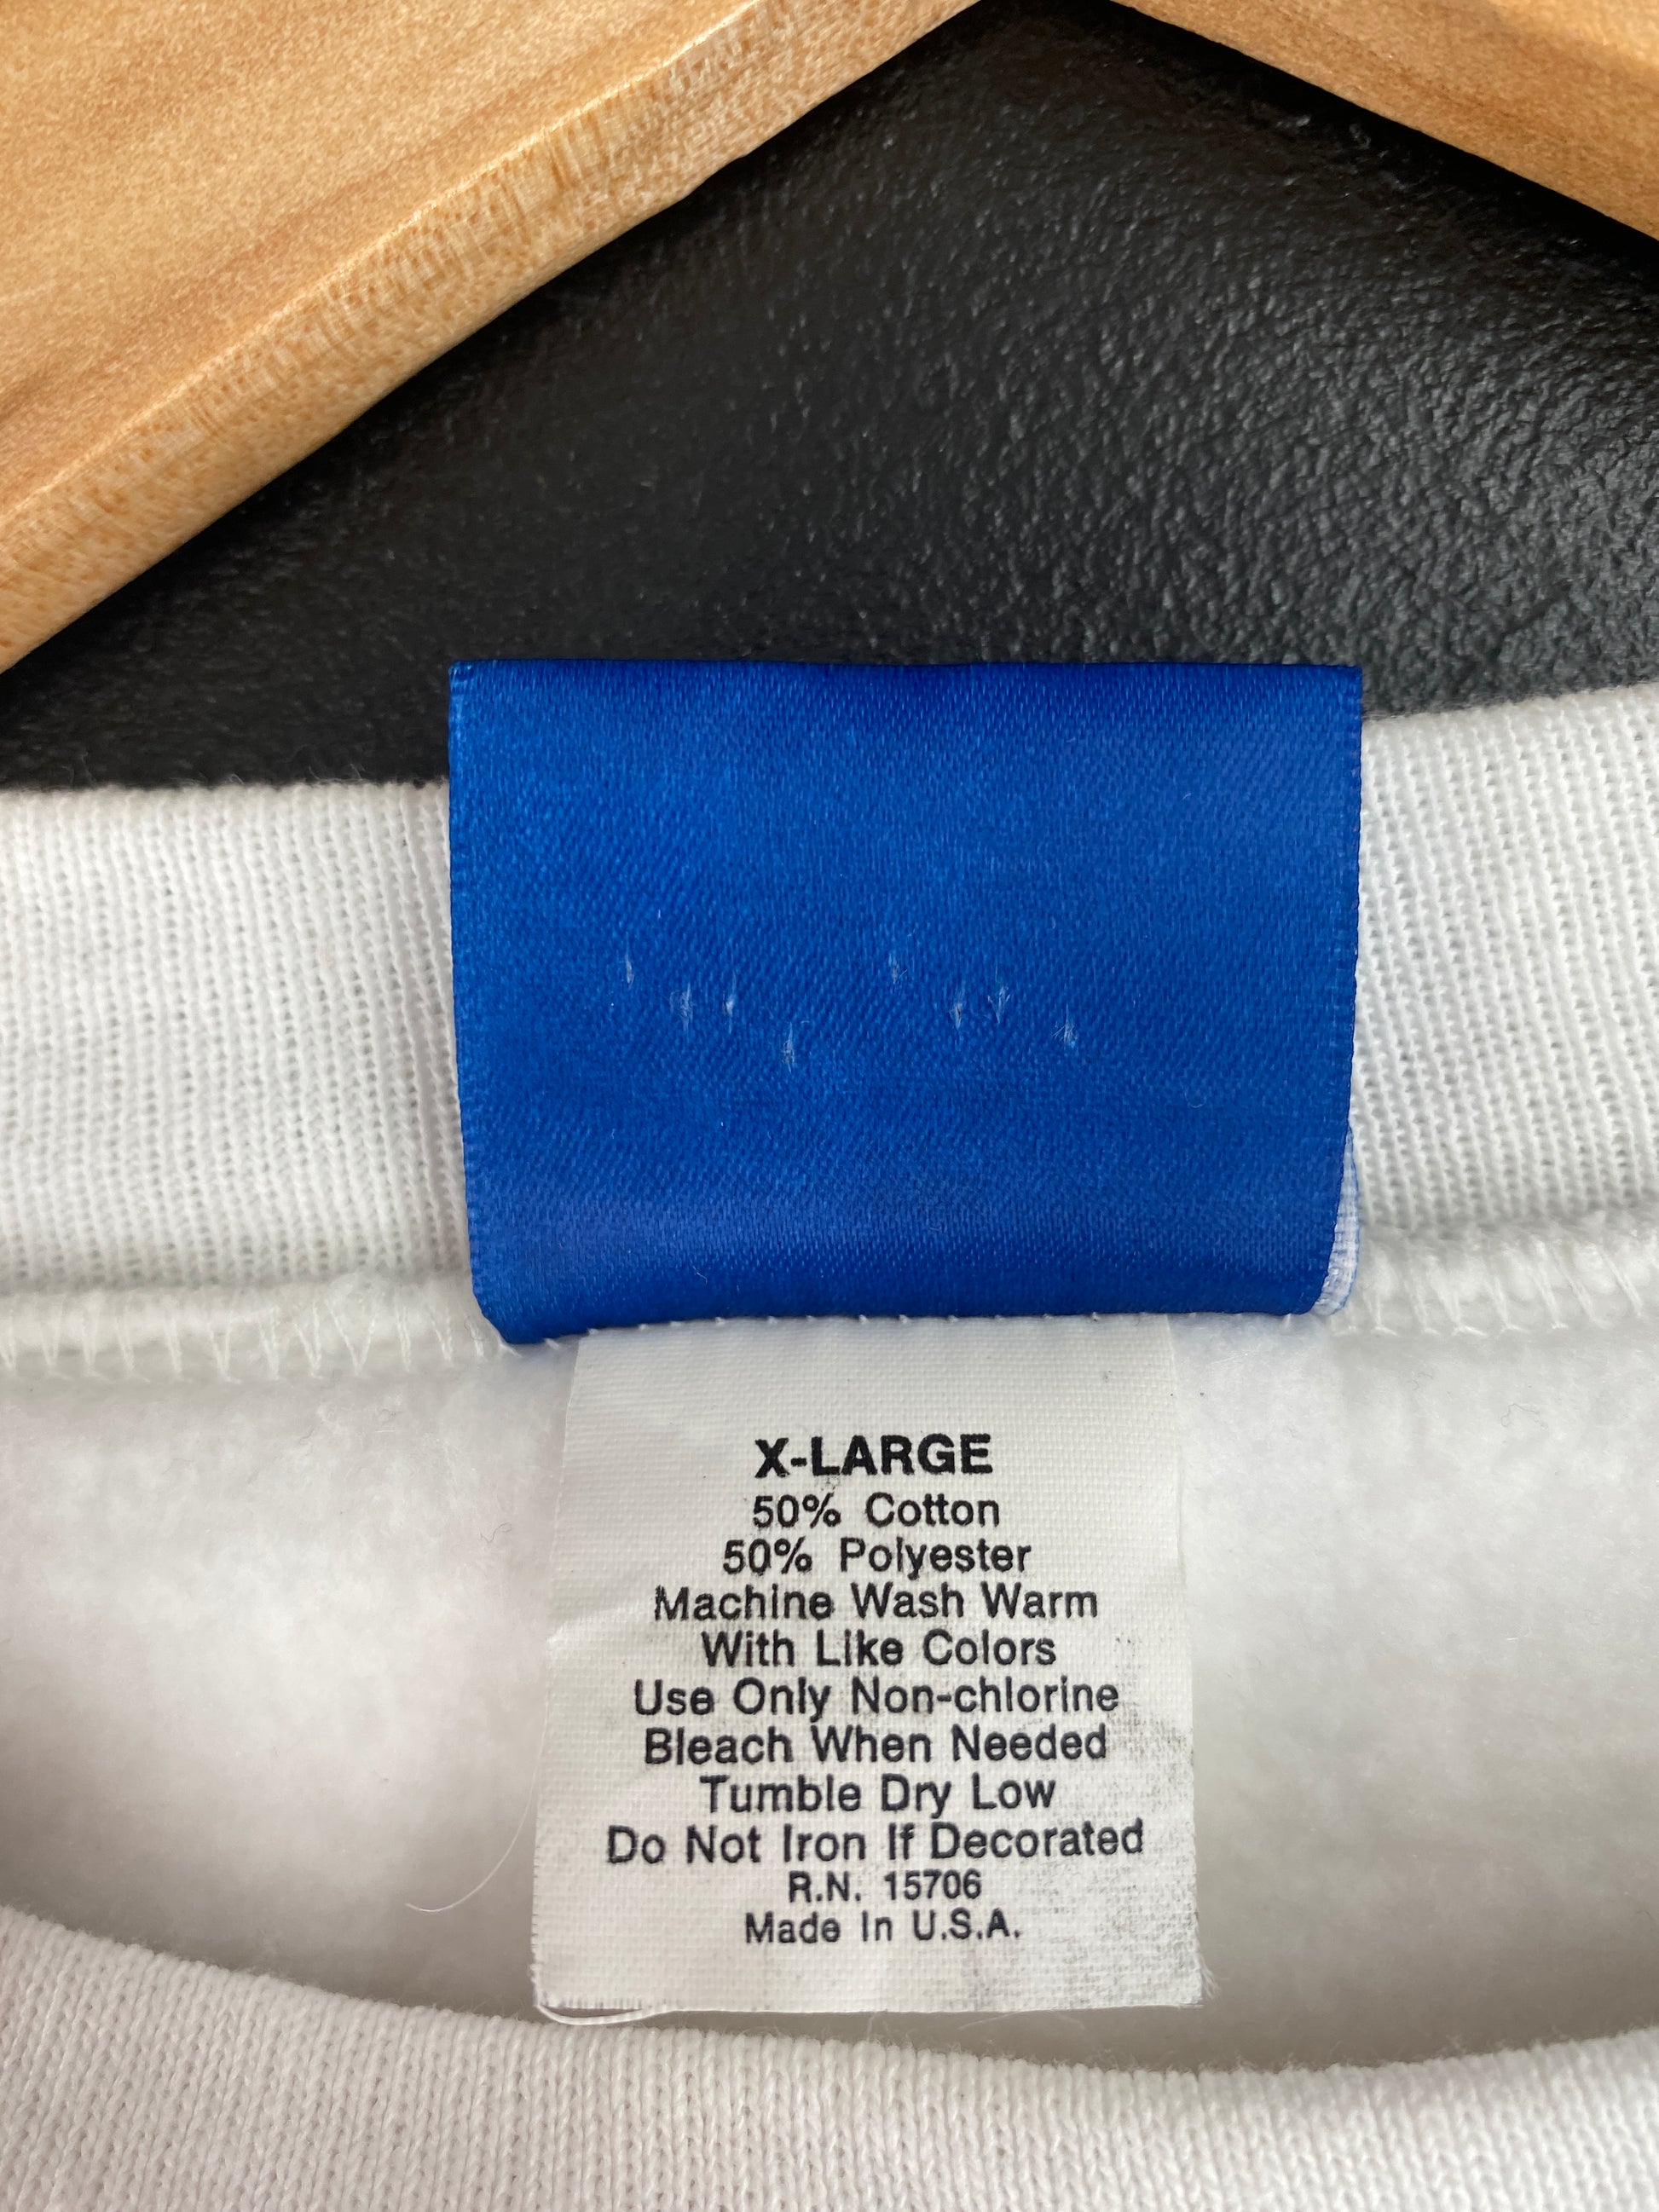 X-LARGE
50% Cotton
50% Polyester
Machine Wash Warm
With Like Colors
Use Only Non-chlorine
Bleach When Needed
Tumble Dry Low
Do Not Iron If Decorated
R.N. 15706
Made In U.S.A.